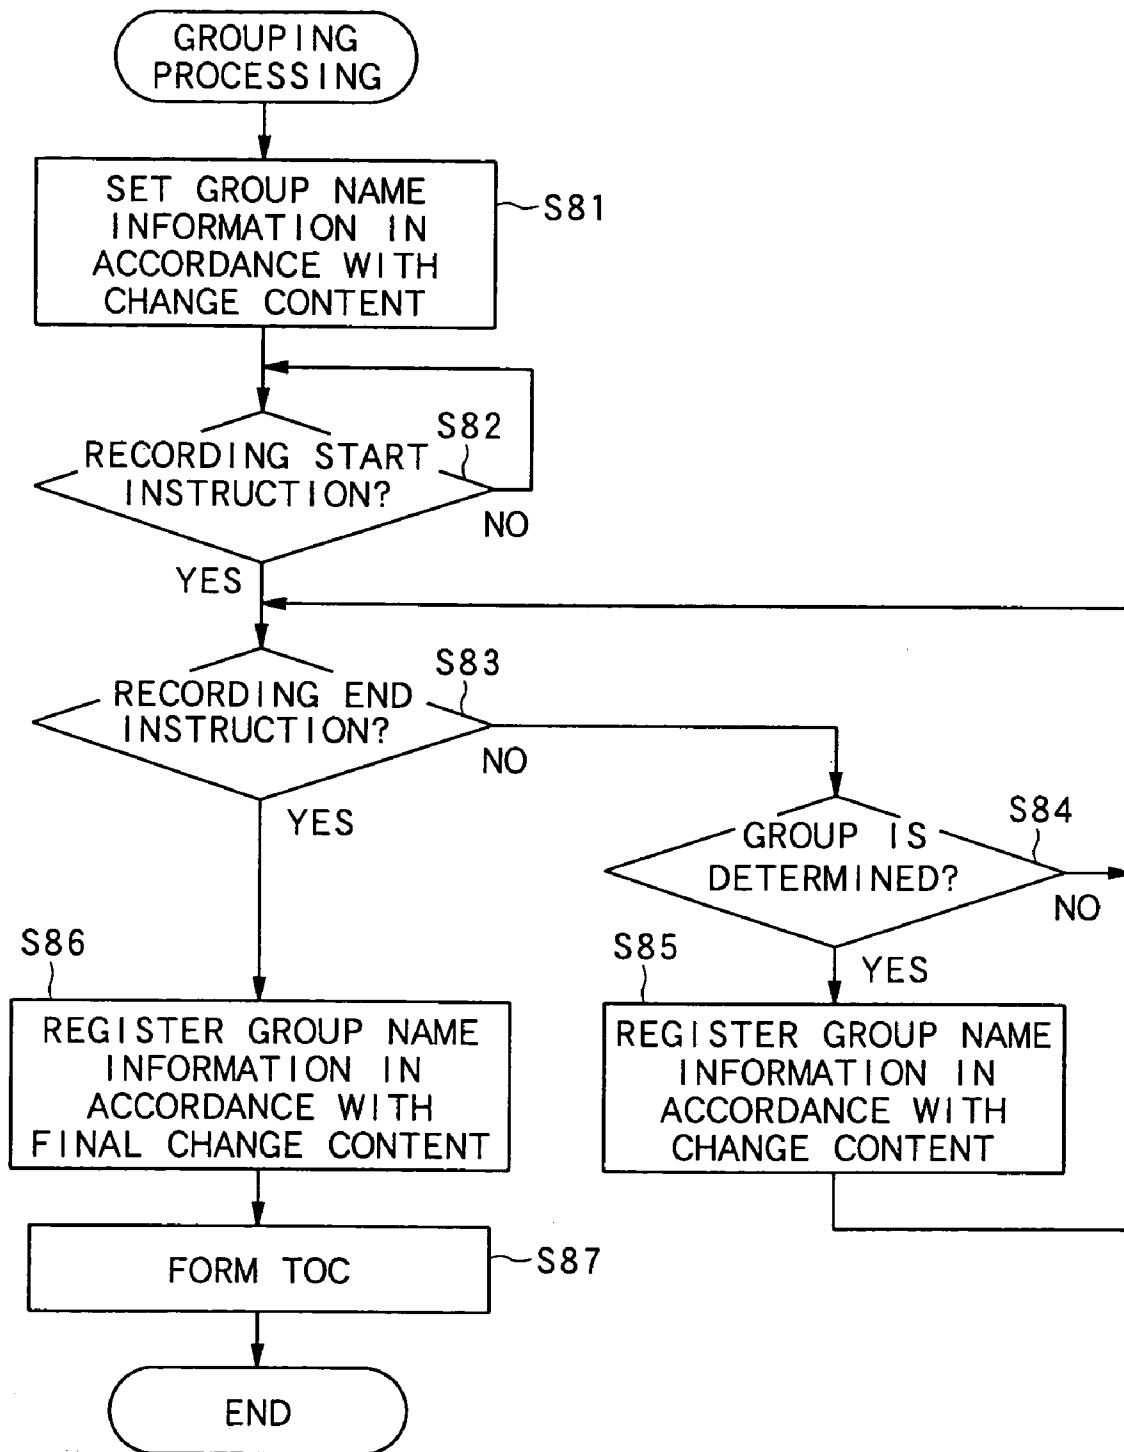 GROUPING
PROCESSING
SET GROUP NAME
INFORMATION IN
ACCORDANCE WITH
CHANGE CONTENT
S81
S82
RECORDING START
INSTRUCTION?
NO
YES
S83
RECORDING END
INSTRUCTION?
NO
YES
S84
GROUP IS
DETERMINED?
NO
YES
S86
REGISTER GROUP NAME
INFORMATION IN
ACCORDANCE WITH
FINAL CHANGE CONTENT
S85
REGISTER GROUP NAME
INFORMATION IN
ACCORDANCE WITH
CHANGE CONTENT
FORM TOC
S87
END